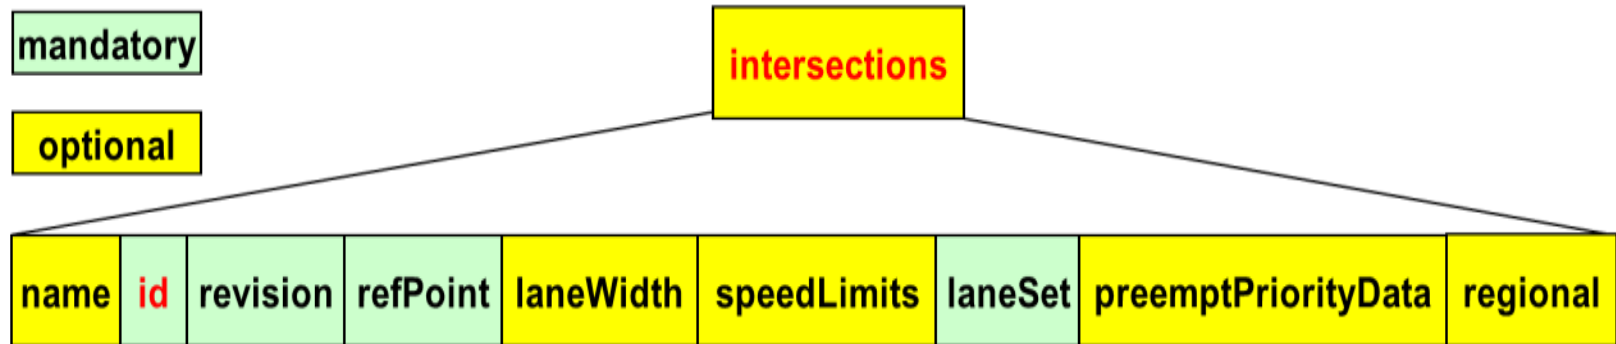 mandatory
intersections
optional
name id revision refPoint laneWidth speedLimits laneSet preemptPriorityData regional